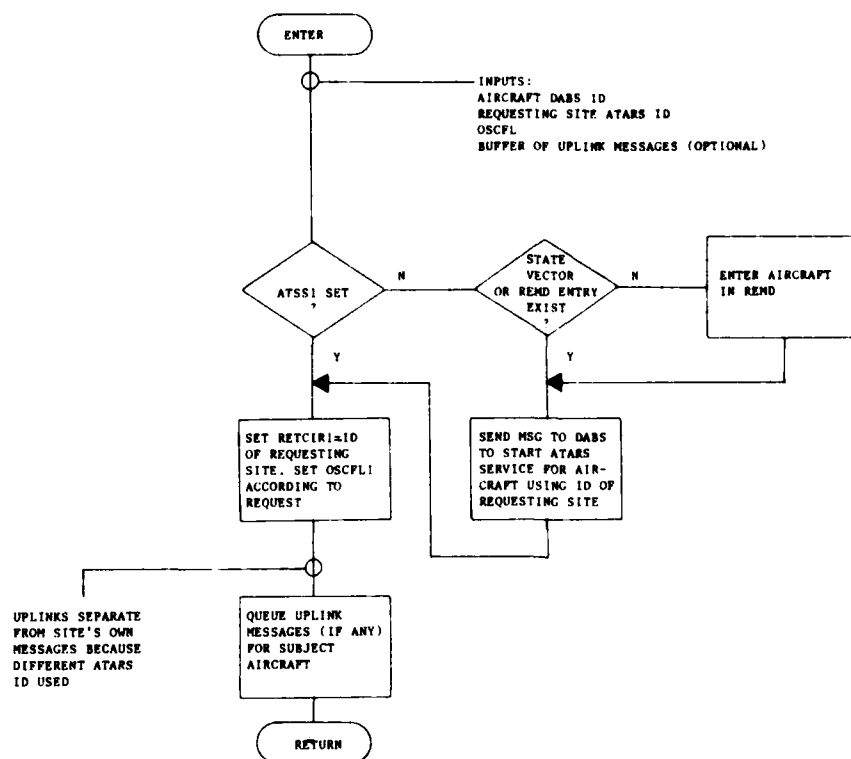 ENTER
INPUTS:
AIRCRAFT DABS ID
REQUESTING SITE ATARS ID
OSCFL
BUFFER OF UPLINK MESSAGES (OPTIONAL)
ATSS1 SET
?
N
STATE
VECTOR
OR REMD ENTRY
EXIST
?
N
ENTER AIRCRAFT
IN REMD
Y
Y
SET RETCIR1=ID
OF REQUESTING
SITE. SET OSCFL1
ACCORDING TO
REQUEST
SEND MSG TO DABS
TO START ATARS
SERVICE FOR AIR-
CRAFT USING ID OF
REQUESTING SITE
UPLINKS SEPARATE
FROM SITE'S OWN
MESSAGES BECAUSE
DIFFERENT ATARS
ID USED
QUEUE UPLINK
MESSAGES (IF ANY)
FOR SUBJECT
AIRCRAFT
RETURN